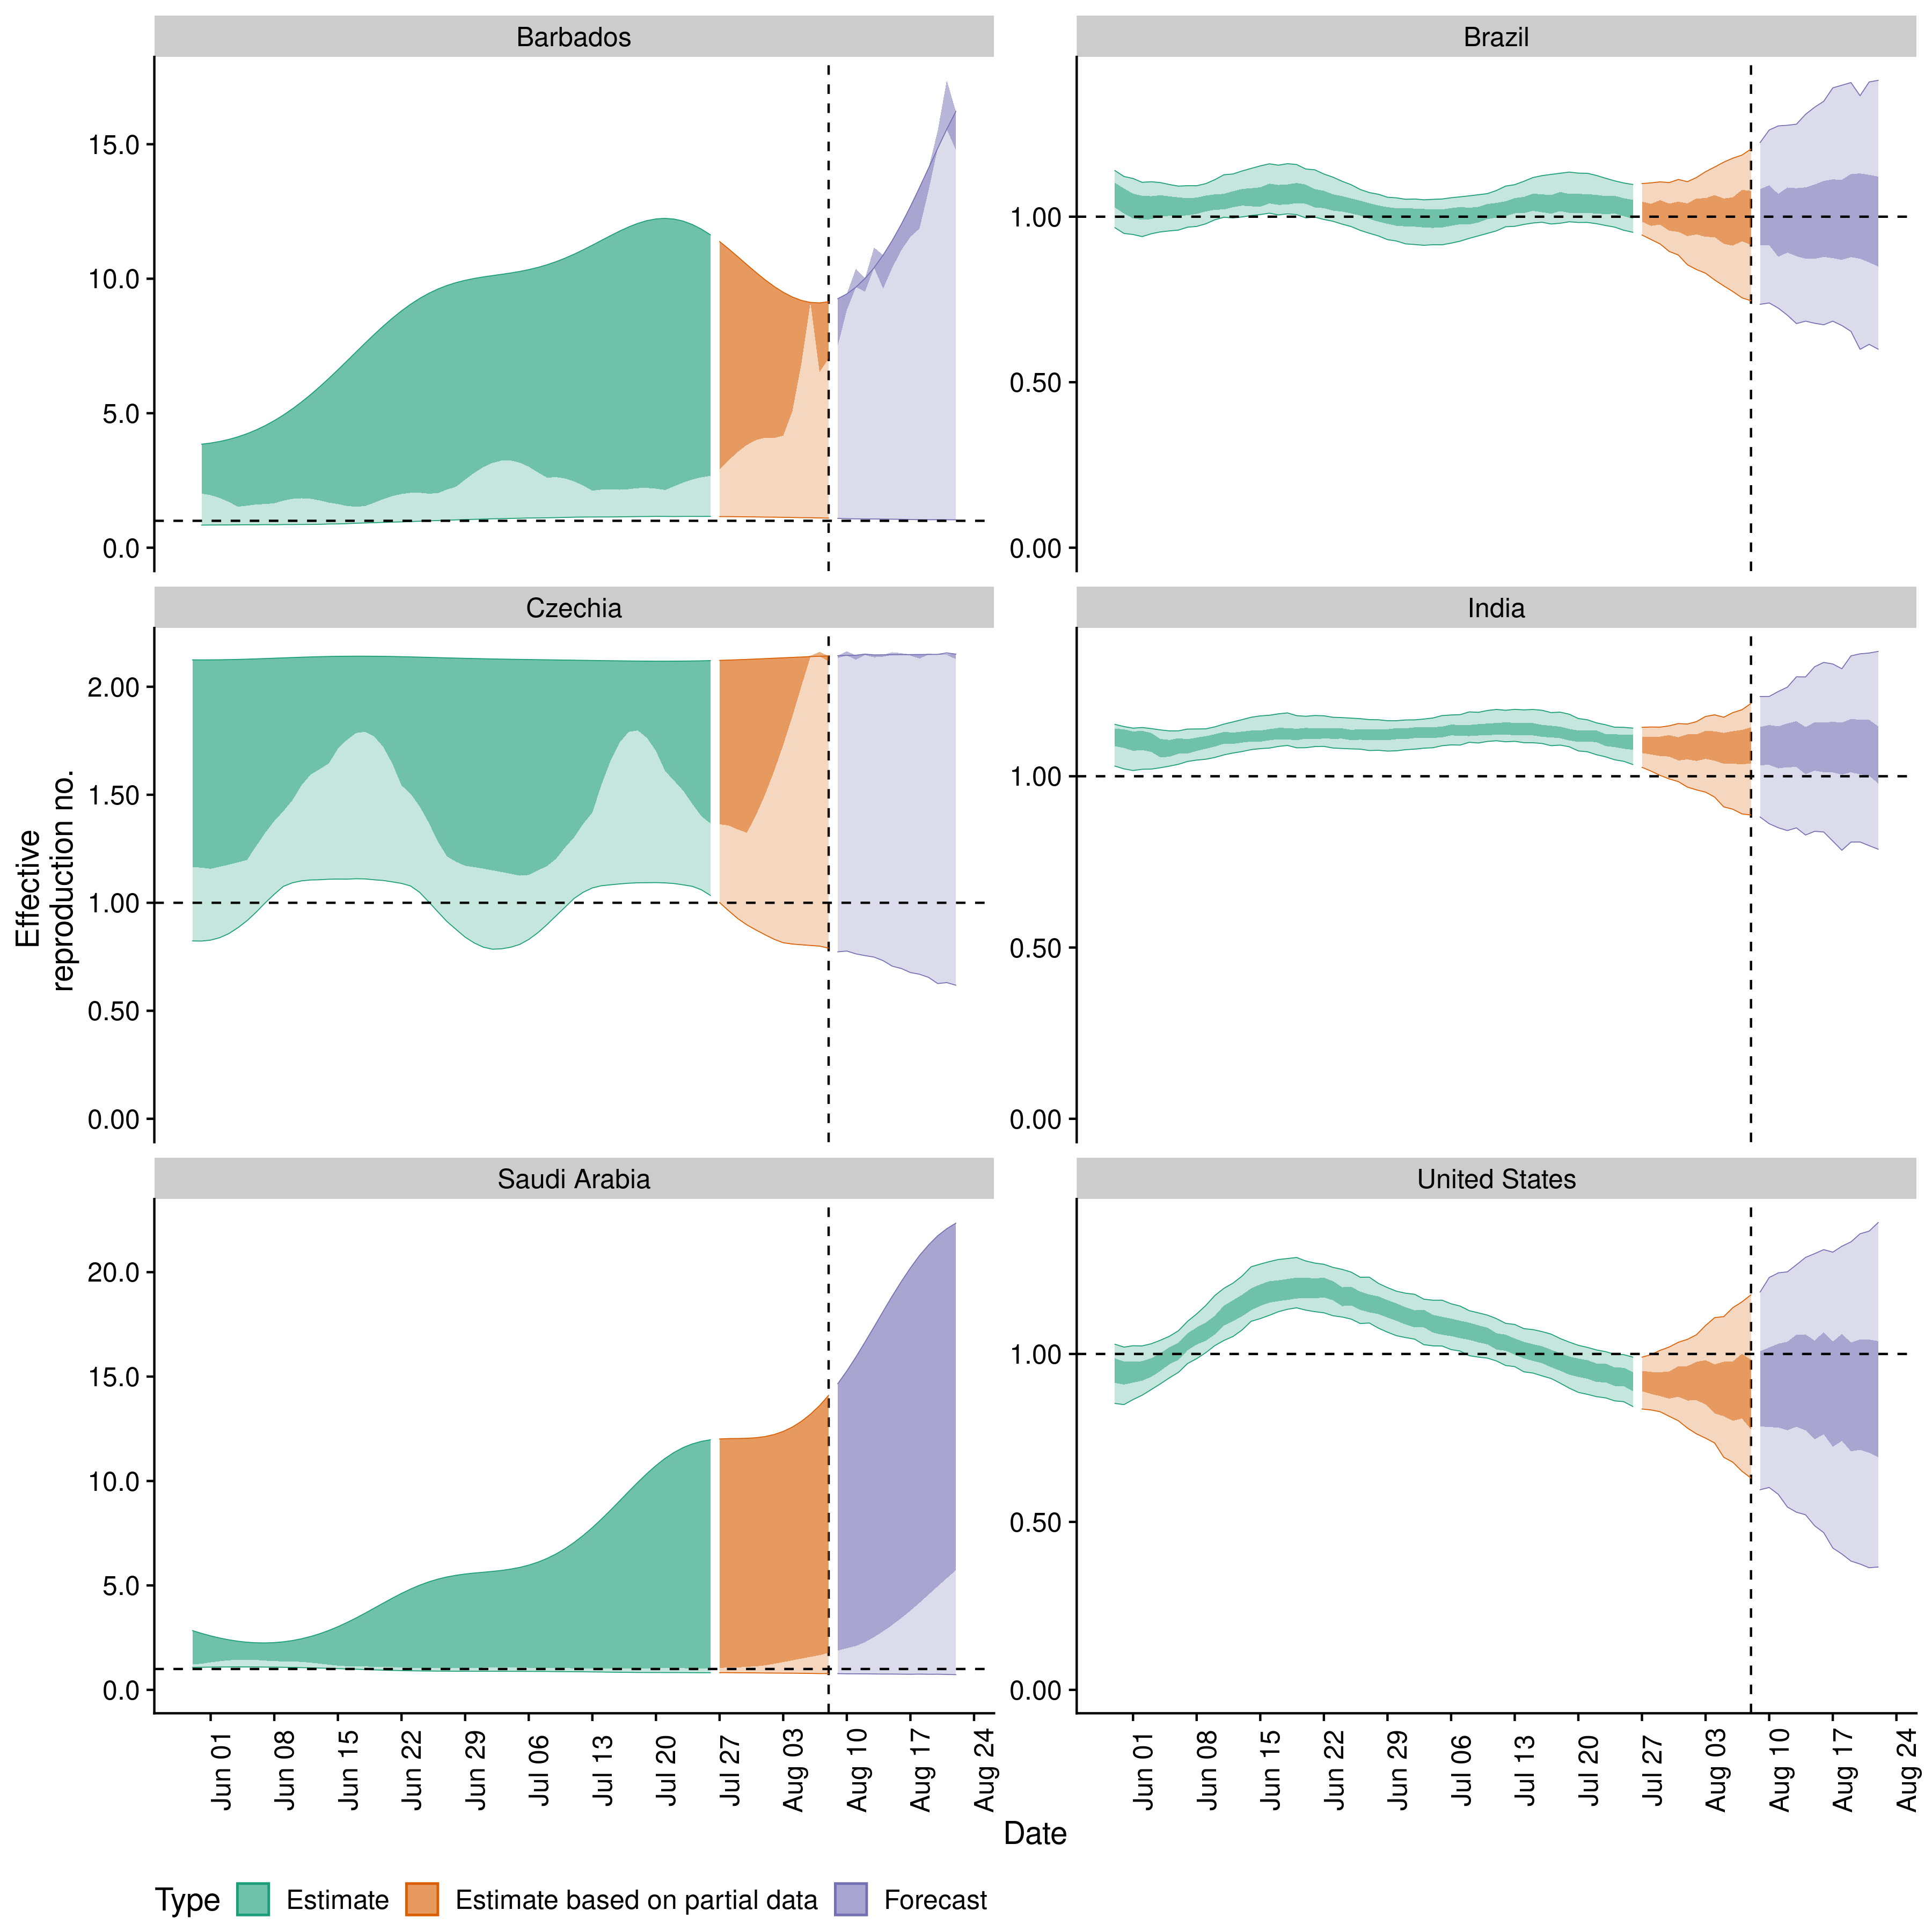 Barbados
Brazil
15.0
10.0
5.0
0.0
1.00
0.50
0.00
Czechia
India
2.00
1.50
1.00
0.50
0.00
1.00
0.50
0.00
Saudi Arabia
United States
20.0
15.0
10.0
5.0
0.0
1.00
0.50
0.00
Effective
reproduction no.
Jun 01
Jun 08
Jun 15
Jun 22
Jun 29
Jul 06
Jul 13
Jul 20
Jul 27
Aug 03
Aug 10
Aug 17
Aug 24
Jun 01
Jun 08
Jun 15
Jun 22
Jun 29
Jul 06
Jul 13
Jul 20
Jul 27
Aug 03
Aug 10
Aug 17
Aug 24
Date
Type Estimate Estimate based on partial data Forecast